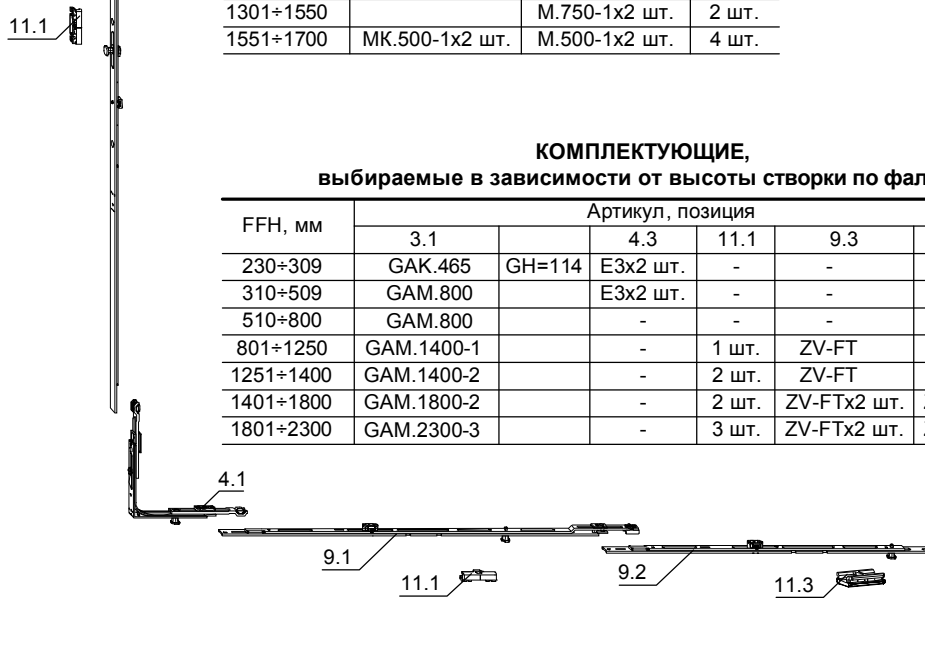 11.1
1301÷1550 М.750-1х2 шт. 2 шт.
1551÷1700 МК.500-1х2 шт. М.500-1х2 шт. 4 шт.
КОМПЛЕКТУЮЩИЕ,
выбираемые в зависимости от высоты створки по фал
FFH, мм Артикул, позиция
3.1 4.3 11.1 9.3
230÷309 GAK.465 GH=114 E3x2 шт. - -
310÷509 GAM.800 E3x2 шт. - -
510÷800 GAM.800 - - -
801÷1250 GAM.1400-1 - 1 шт. ZV-FT
1251÷1400 GAM.1400-2 - 2 шт. ZV-FT
1401÷1800 GAM.1800-2 - 2 шт. ZV-FTx2 шт.
1801÷2300 GAM.2300-3 - 3 шт. ZV-FTx2 шт.
4.1
9.1
11.1
9.2
11.3